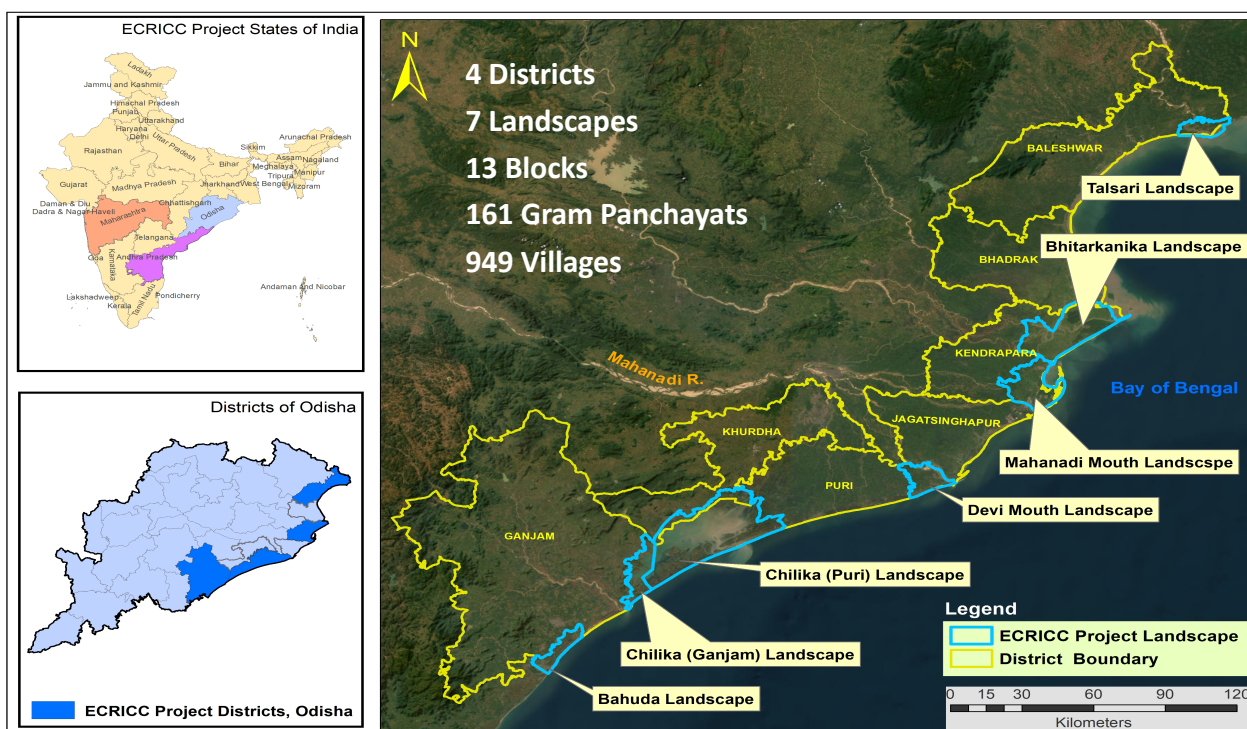 ECRICC Project States of India
Ladakh
Jammu and Kashmir
Himachal Pradesh
Punjab
Uttarakhand
Haryana
Delhi
Uttar Pradesh
Rajasthan
Sikkim
Arunachal Pradesh
Assam
Nagaland
Meghalaya
Manipur
Tripura
Mizoram
Bihar
Gujarat
Madhya Pradesh
Jharkhand
West Bengal
Chhattisgarh
Daman & Diu
Dadra & Nagar Haveli
Maharashtra
Odisha
Telangana
Goa
Andhra Pradesh
Karnataka
Andaman and Nicobar
Lakshadweep
Kerala
Tamil Nadu
Pondicherry
Districts of Odisha
ECRICC Project Districts, Odisha
N
4 Districts
7 Landscapes
13 Blocks
161 Gram Panchayats
949 Villages
BALESHWAR
Talsari Landscape
Bhitarkanika Landscape
BHADRAK
KENDRAPARA
Mahanadi R.
Bay of Bengal
JAGATSINGHAPUR
KHURDHA
Mahanadi Mouth Landscspe
PURI
Devi Mouth Landscape
GANJAM
Chilika (Puri) Landscape
Chilika (Ganjam) Landscape
Bahuda Landscape
Legend
ECRICC Project Landscape
District Boundary
0 15 30 60 90 120
Kilometers